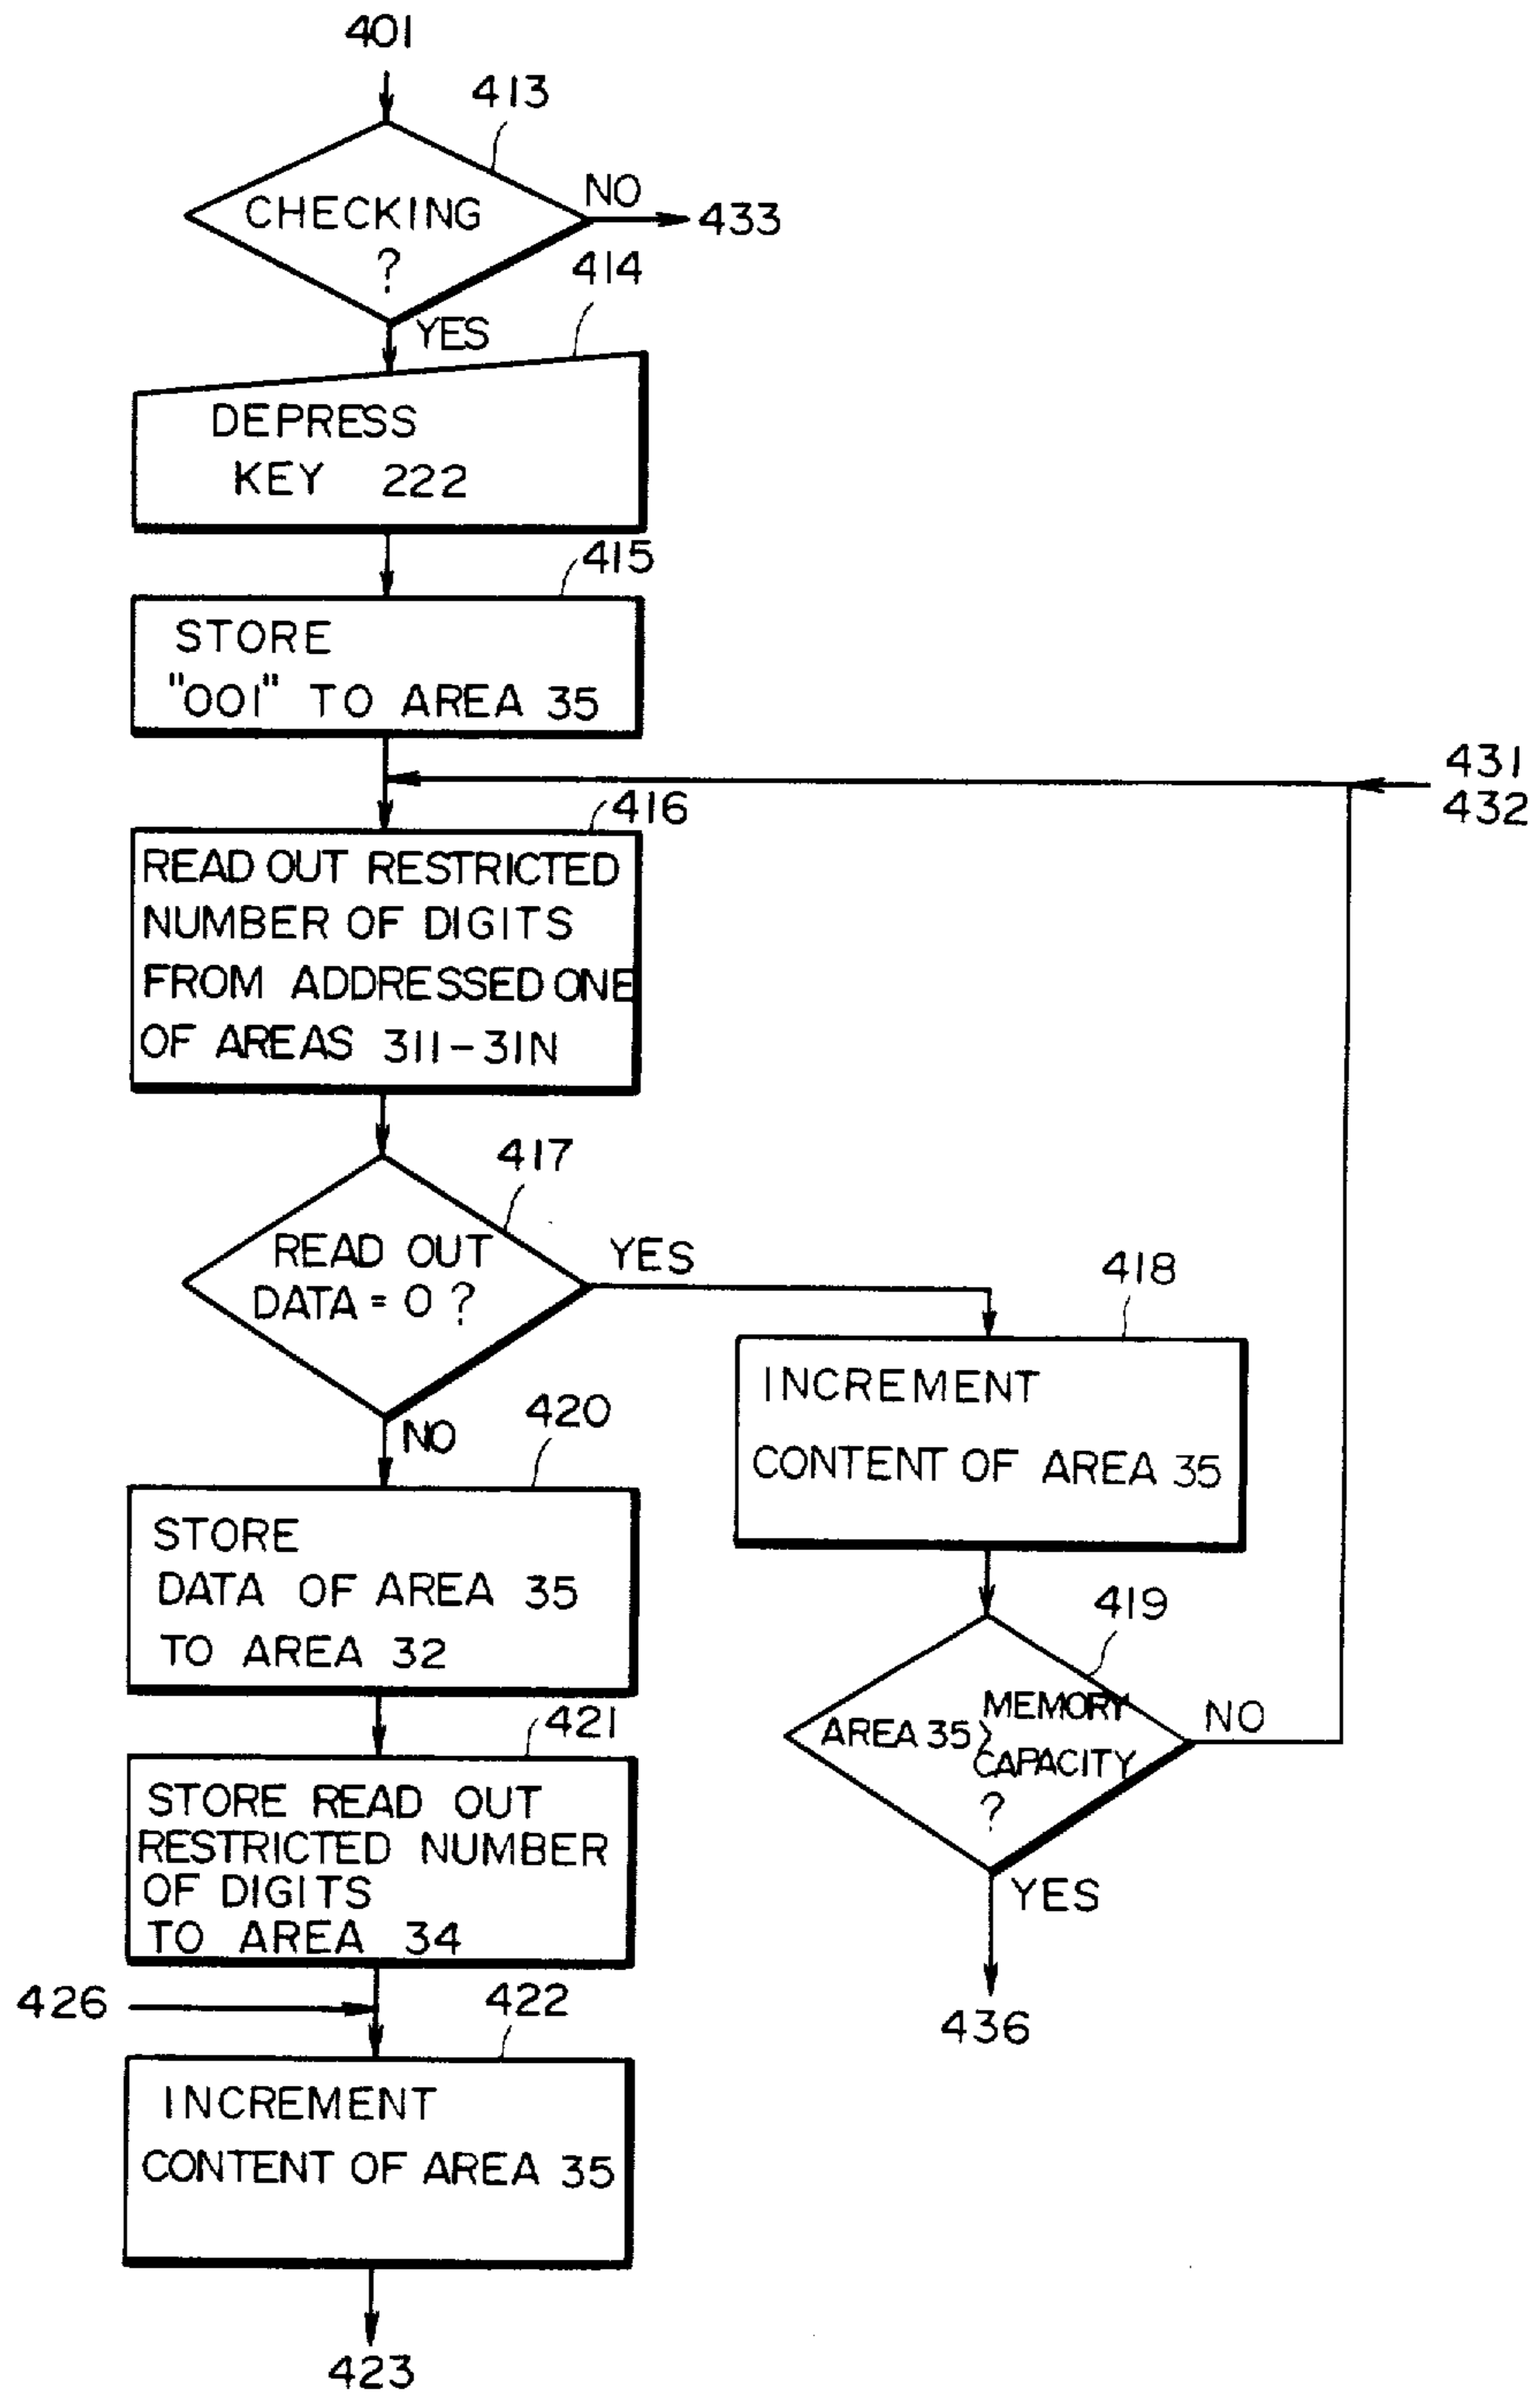 401
413
CHECKING
?
NO
433
YES
414
DEPRESS
KEY 222
415
STORE
"001" TO AREA 35
431
432
416
READ OUT RESTRICTED
NUMBER OF DIGITS
FROM ADDRESSED ONE
OF AREAS 311-31N
417
READ OUT
DATA = 0 ?
YES
NO
418
INCREMENT
CONTENT OF AREA 35
420
STORE
DATA OF AREA 35
TO AREA 32
419
AREA 35 > MEMORY
CAPACITY
?
NO
YES
436
421
STORE READ OUT
RESTRICTED NUMBER
OF DIGITS
TO AREA 34
426
422
INCREMENT
CONTENT OF AREA 35
423